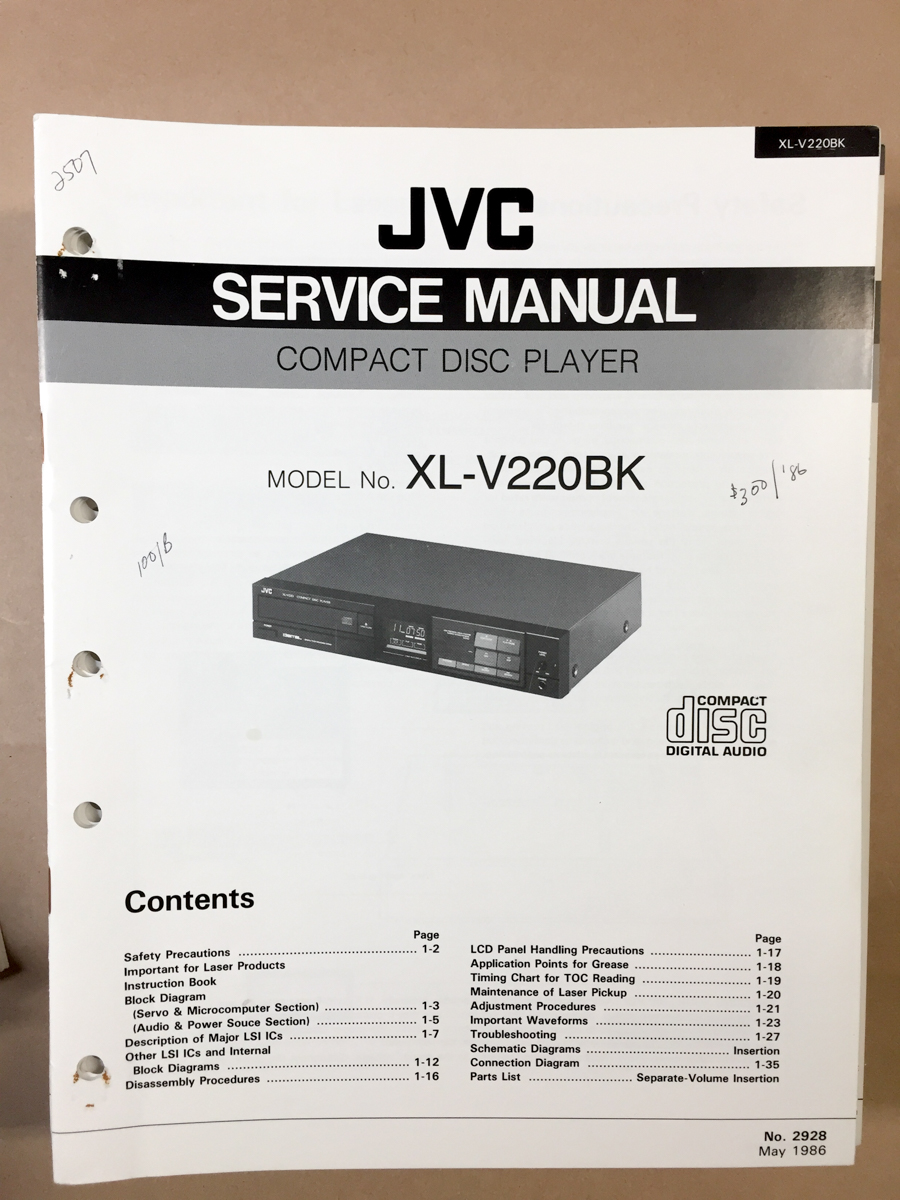 XL-V220BK
2507
JVC
SERVICE MANUAL
COMPACT DISC PLAYER
MODEL No. XL-V220BK
$300/'86
100/B
JVC
COMPACT DISC PLAYER
COMPACT
disc
DIGITAL AUDIO
Contents
Page
Safety Precautions ........ 1-2
Important for Laser Products
Instruction Book
Block Diagram
(Servo & Microcomputer Section) ........ 1-3
(Audio & Power Souce Section) ........ 1-5
Description of Major LSI ICs ........ 1-7
Other LSI ICs and Internal
Block Diagrams ........ 1-12
Disassembly Procedures ........ 1-16
Page
LCD Panel Handling Precautions ........ 1-17
Application Points for Grease ........ 1-18
Timing Chart for TOC Reading ........ 1-19
Maintenance of Laser Pickup ........ 1-20
Adjustment Procedures ........ 1-21
Important Waveforms ........ 1-23
Troubleshooting ........ 1-27
Schematic Diagrams ........ Insertion
Connection Diagram ........ 1-35
Parts List ........ Separate-Volume Insertion
No. 2928
May 1986